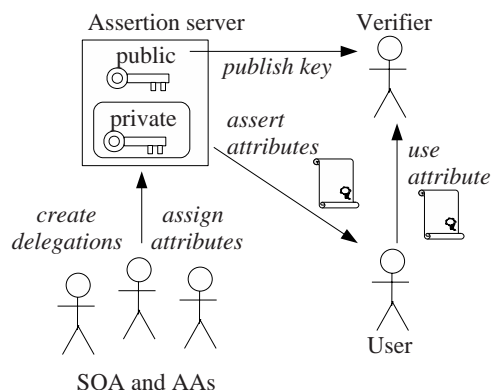 Assertion server
Verifier
public
publish key
private
assert
attributes
use
attribute
create
delegations
assign
attributes
User
SOA and AAs